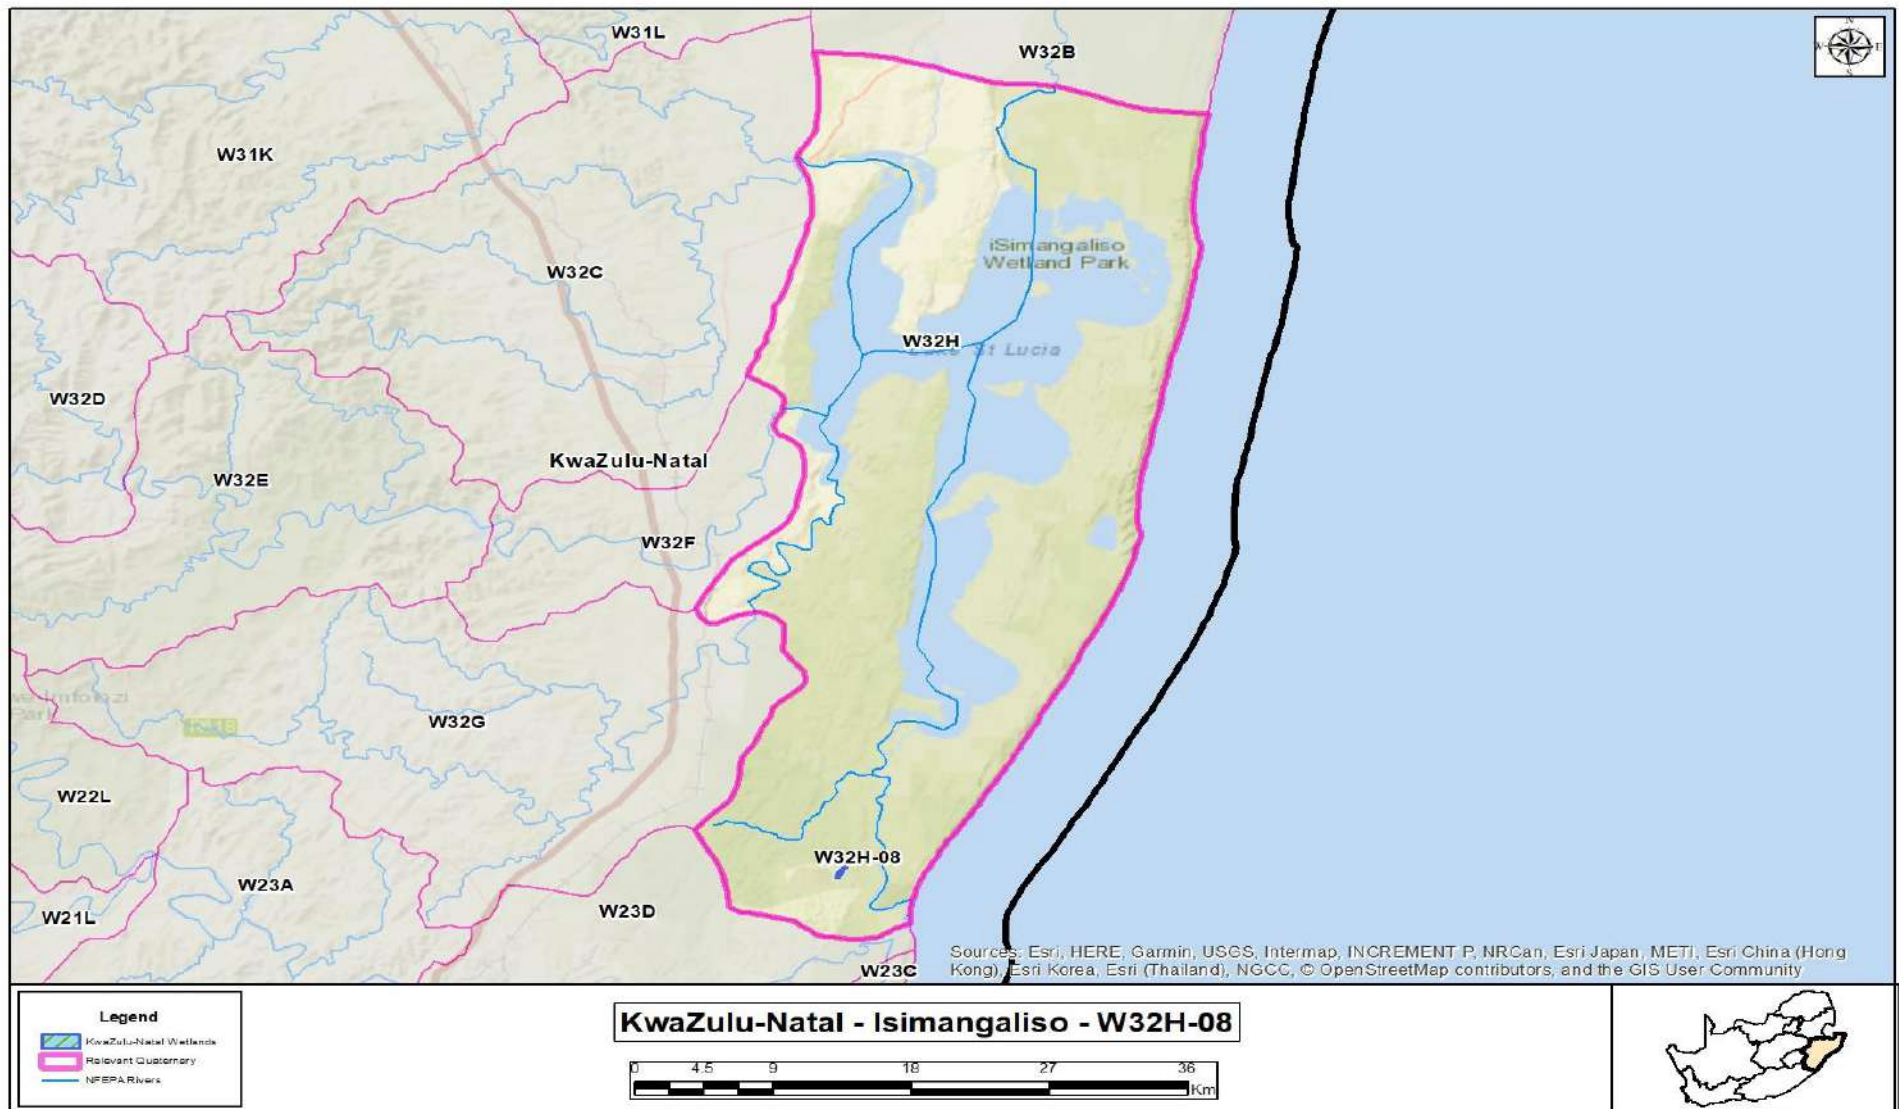 W31L
W32B
N
W E
S
W31K
iSimangaliso
Wetland Park
W32C
W32H
St Lucia
W32D
KwaZulu-Natal
W32E
W32F
Park
W32G
W22L
W32H-08
W23A
W21L
W23D
Sources: Esri, HERE, Garmin, USGS, Intermap, INCREMENT P, NRCan, Esri Japan, METI, Esri China (Hong
Kong), Esri Korea, Esri (Thailand), NGCC, © OpenStreetMap contributors, and the GIS User Community
W23C
Legend
KwaZulu-Natal Wetlands
Relevant Quaternary
NFEPA Rivers
KwaZulu-Natal - Isimangaliso - W32H-08
0 4.5 9 18 27 36
Km